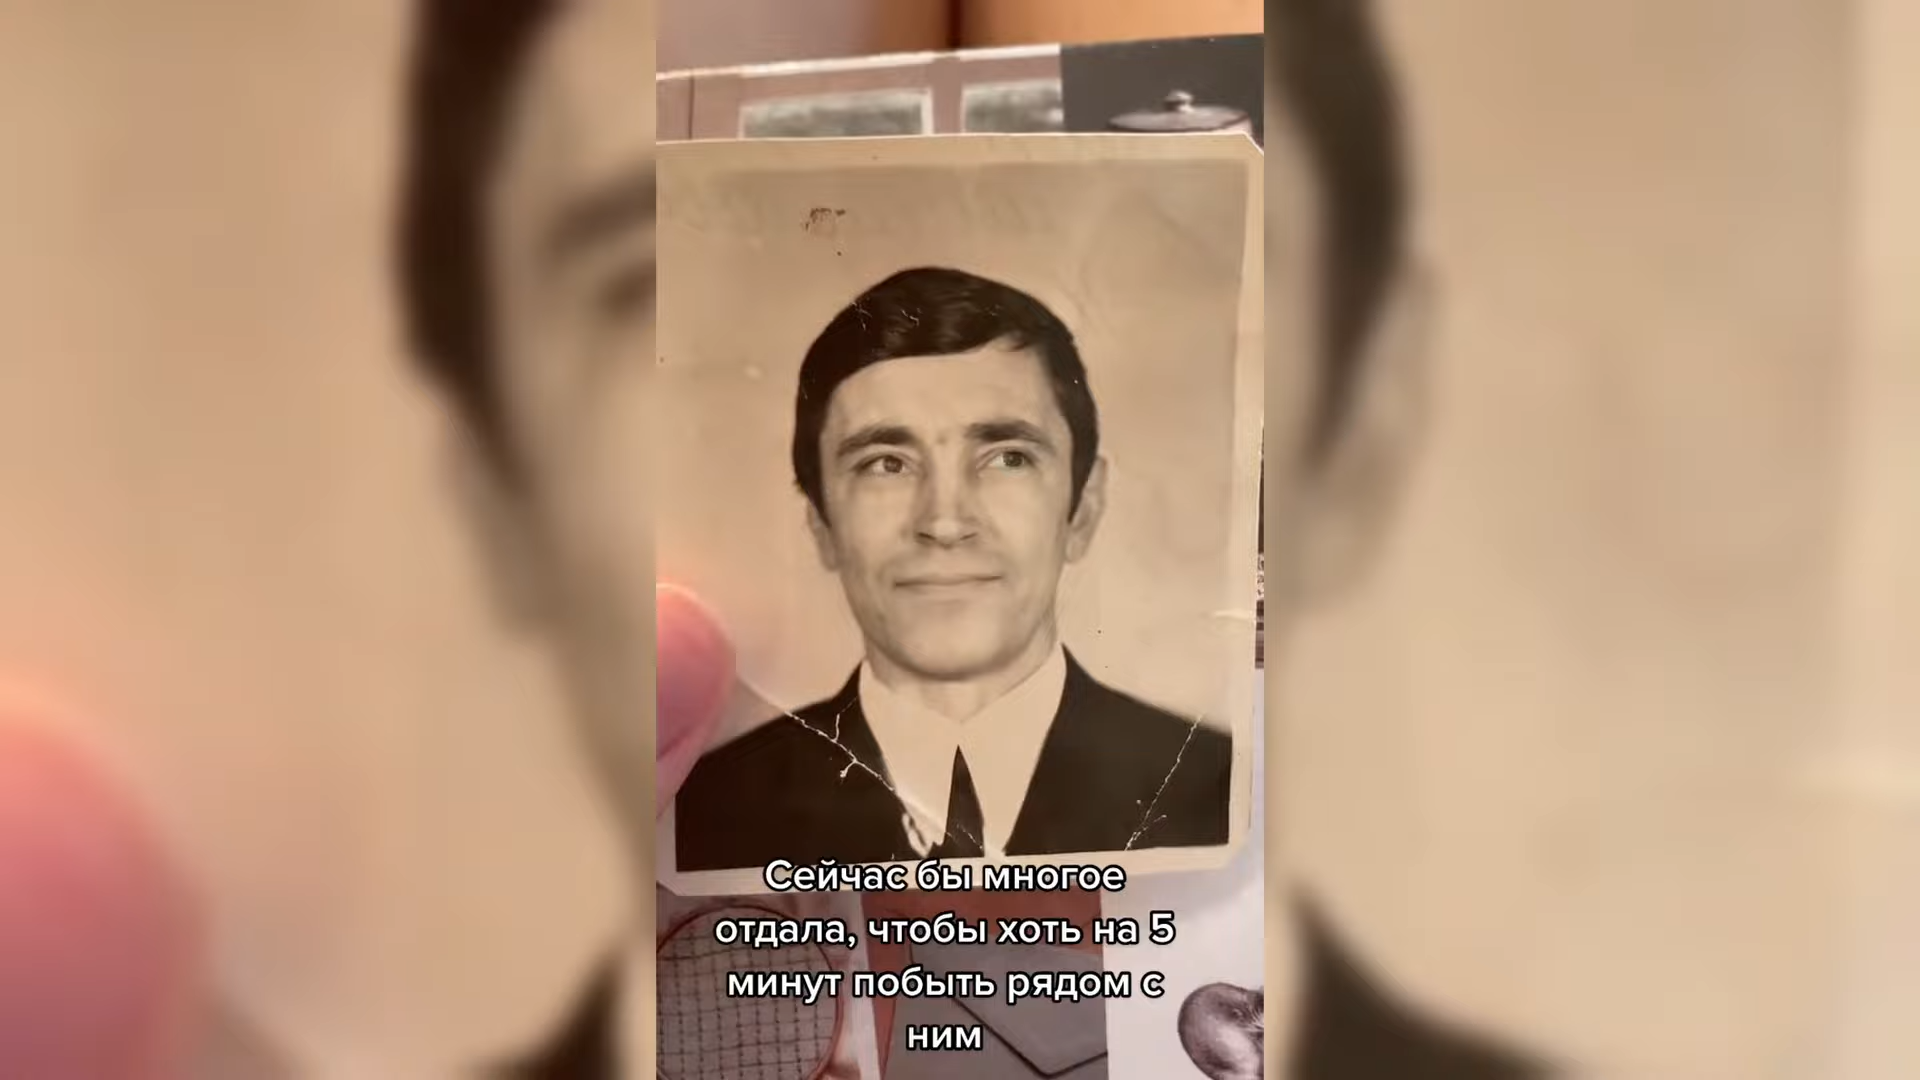 Сейчас бы многое
отдала, чтобы хоть на 5
минут побыть рядом с
ним